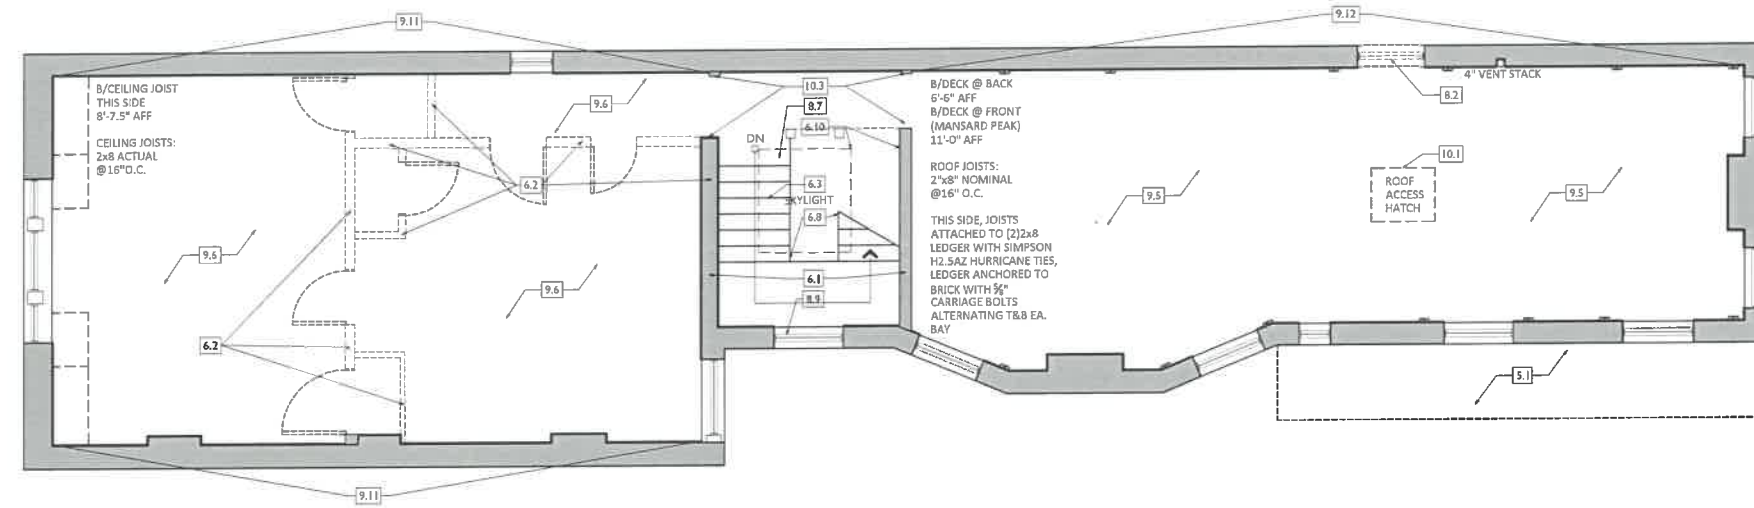 9.11
9.12
B/CEILING JOIST
THIS SIDE
8'-7.5" AFF
CEILING JOISTS:
2x8 ACTUAL
@16"O.C.
9.6
10.3
8.7
6.10
DN
B/DECK @ BACK
6'-6" AFF
B/DECK @ FRONT
(MANSARD PEAK)
11'-0" AFF
ROOF JOISTS:
2"x8" NOMINAL
@16" O.C.
THIS SIDE, JOISTS
ATTACHED TO (2)2x8
LEDGER WITH SIMPSON
H2.5AZ HURRICANE TIES,
LEDGER ANCHORED TO
BRICK WITH ⅝"
CARRIAGE BOLTS
ALTERNATING T&B EA.
BAY
4" VENT STACK
8.2
10.1
ROOF
ACCESS
HATCH
6.2
6.3
SKYLIGHT
6.8
9.5
9.5
9.6
9.6
6.1
8.9
6.2
5.1
9.11